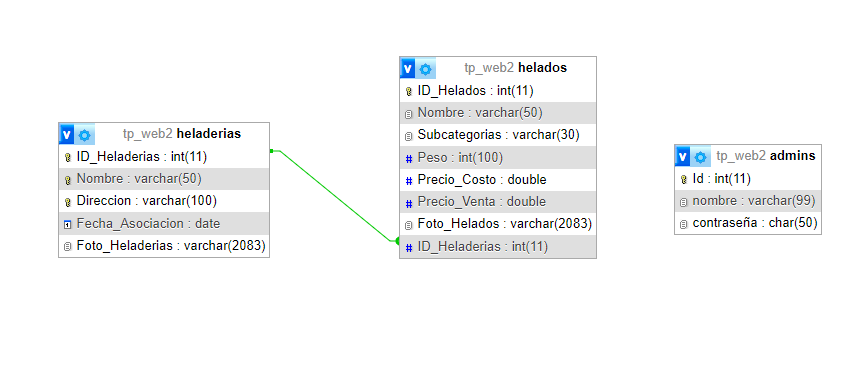 tp_web2 heladerias
ID_Heladerias : int(11)
Nombre : varchar(50)
Direccion : varchar(100)
Fecha_Asociacion : date
Foto_Heladerias : varchar(2083)
tp_web2 helados
ID_Helados : int(11)
Nombre : varchar(50)
Subcategorias : varchar(30)
Peso : int(100)
Precio_Costo : double
Precio_Venta : double
Foto_Helados : varchar(2083)
ID_Heladerias : int(11)
tp_web2 admins
Id : int(11)
nombre : varchar(99)
contraseña : char(50)